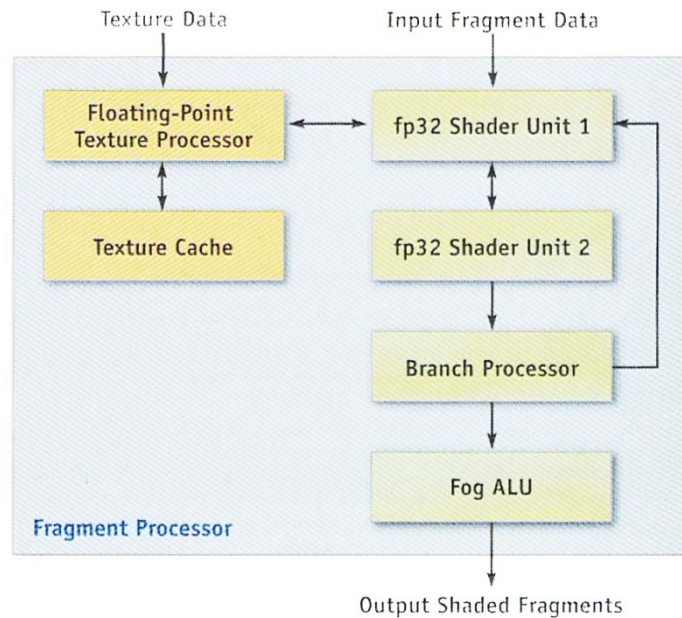 Texture Data
Input Fragment Data
Floating-Point
Texture Processor
fp32 Shader Unit 1
Texture Cache
fp32 Shader Unit 2
Branch Processor
Fog ALU
Fragment Processor
Output Shaded Fragments